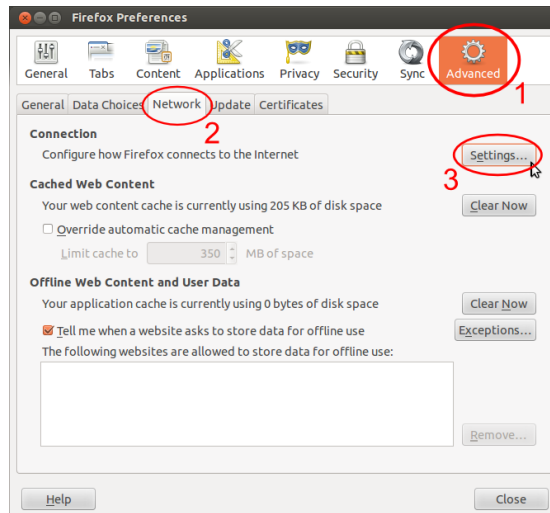 Firefox Preferences
General Tabs Content Applications Privacy Security Sync Advanced
1
General Data Choices Network Update Certificates
2
Connection
Configure how Firefox connects to the Internet Settings...
3
Cached Web Content
Your web content cache is currently using 205 KB of disk space Clear Now
Override automatic cache management
Limit cache to 350 MB of space
Offline Web Content and User Data
Your application cache is currently using 0 bytes of disk space Clear Now
Tell me when a website asks to store data for offline use Exceptions...
The following websites are allowed to store data for offline use:
Remove...
Help Close